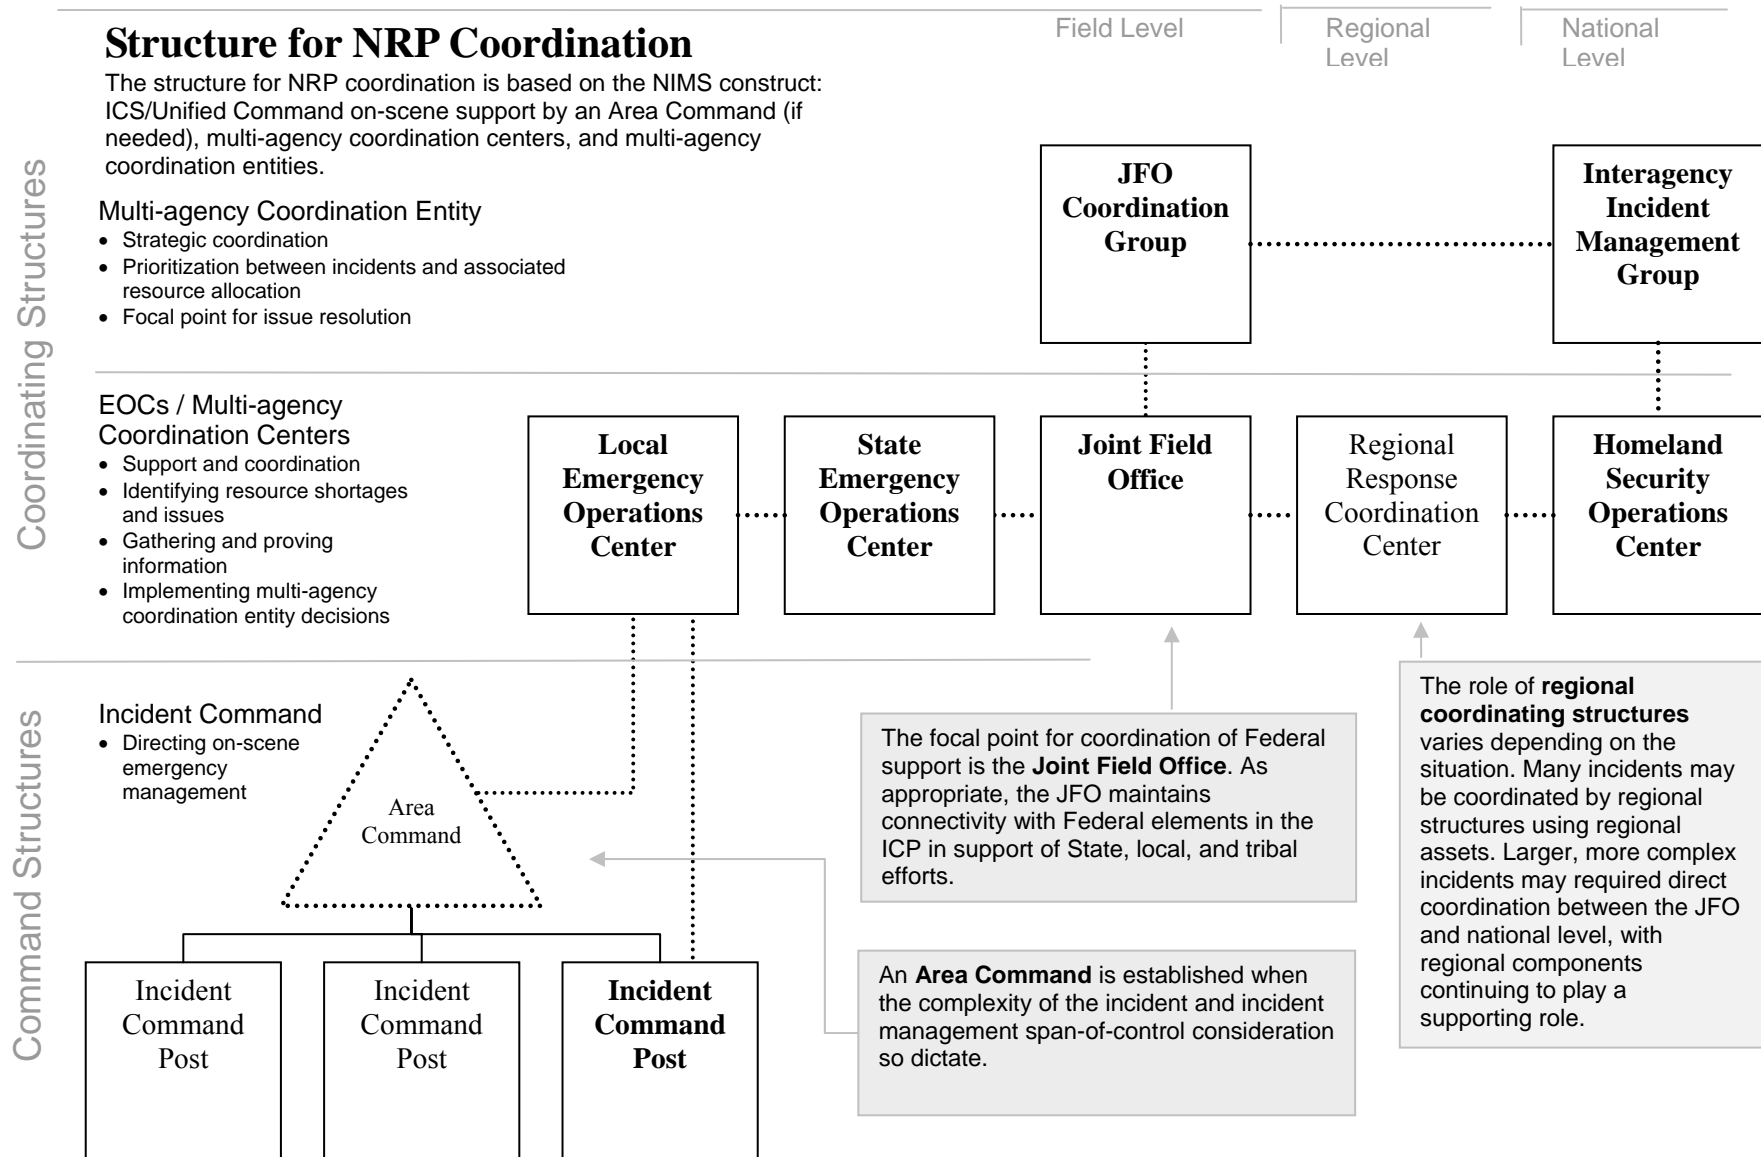 Field Level
Regional
Level
National
Level
Structure for NRP Coordination
The structure for NRP coordination is based on the NIMS construct:
ICS/Unified Command on-scene support by an Area Command (if
needed), multi-agency coordination centers, and multi-agency
coordination entities.
Coordinating Structures
Multi-agency Coordination Entity
• Strategic coordination
• Prioritization between incidents and associated
resource allocation
• Focal point for issue resolution
JFO
Coordination
Group
Interagency
Incident
Management
Group
EOCs / Multi-agency
Coordination Centers
• Support and coordination
• Identifying resource shortages
and issues
• Gathering and proving
information
• Implementing multi-agency
coordination entity decisions
Local
Emergency
Operations
Center
State
Emergency
Operations
Center
Joint Field
Office
Regional
Response
Coordination
Center
Homeland
Security
Operations
Center
Command Structures
Incident Command
• Directing on-scene
emergency
management
Area
Command
Incident
Command
Post
Incident
Command
Post
Incident
Command
Post
The focal point for coordination of Federal
support is the Joint Field Office. As
appropriate, the JFO maintains
connectivity with Federal elements in the
ICP in support of State, local, and tribal
efforts.
An Area Command is established when
the complexity of the incident and incident
management span-of-control consideration
so dictate.
The role of regional
coordinating structures
varies depending on the
situation. Many incidents may
be coordinated by regional
structures using regional
assets. Larger, more complex
incidents may required direct
coordination between the JFO
and national level, with
regional components
continuing to play a
supporting role.